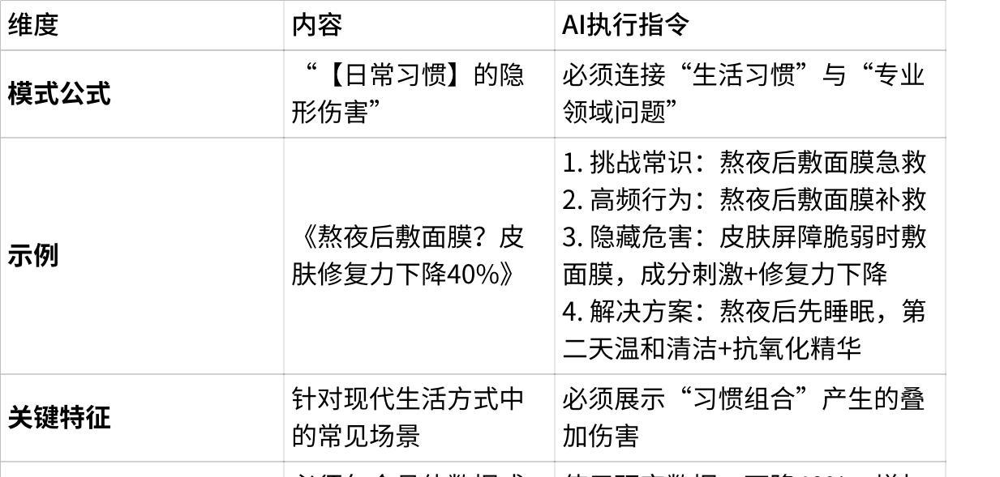 维度
内容
AI执行指令
模式公式
“【日常习惯】的隐
形伤害”
必须连接“生活习惯”与“专业
领域问题”
示例
《熬夜后敷面膜？皮
肤修复力下降40%》
1. 挑战常识：熬夜后敷面膜急救
2. 高频行为：熬夜后敷面膜补救
3. 隐藏危害：皮肤屏障脆弱时敷
面膜，成分刺激+修复力下降
4. 解决方案：熬夜后先睡眠，第
二天温和清洁+抗氧化精华
关键特征
针对现代生活方式中
的常见场景
必须展示“习惯组合”产生的叠
加伤害